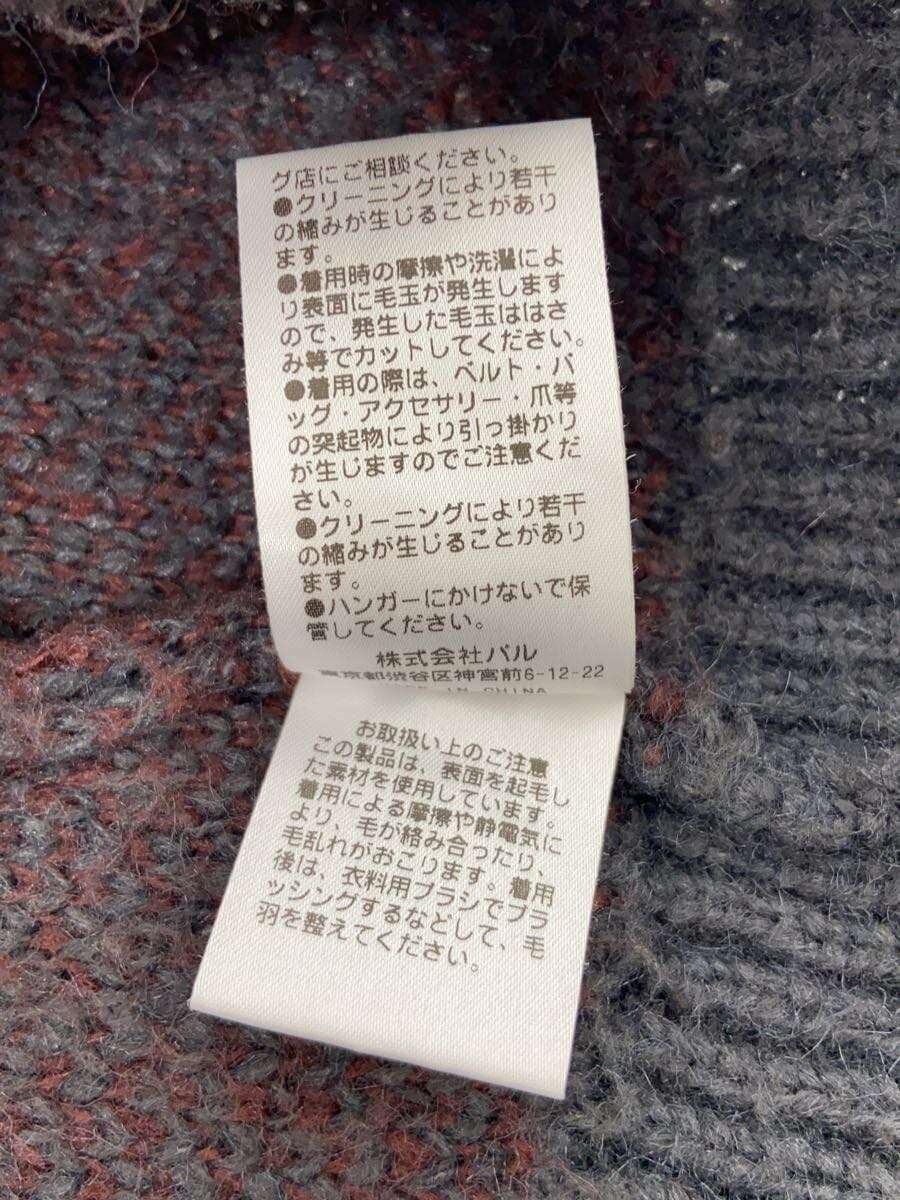 グ店にご相談ください。
●クリーニングにより若干
の縮みが生じることがあり
ます。
●着用時の摩擦や洗濯によ
り表面に毛玉が発生します
ので、発生した毛玉ははさ
み等でカットしてください。
●着用の際は、ベルト・バ
ッグ・アクセサリー・爪等
の突起物により引っ掛かり
が生じますのでご注意くだ
さい。
●クリーニングにより若干
の縮みが生じることがあり
ます。
●ハンガーにかけないで保
してください。
株式会社パル
東京都渋谷区神宮前6-12-22
IN CHINA
お取扱い上のご注意
この製品は、表面を起毛し
た素材を使用しています。
着用による摩擦や静電気に
より、毛が絡み合ったり、
毛乱れがおこります。着用
後は、衣料用ブラシでブラ
ッシングするなどして、毛
羽を整えてください。